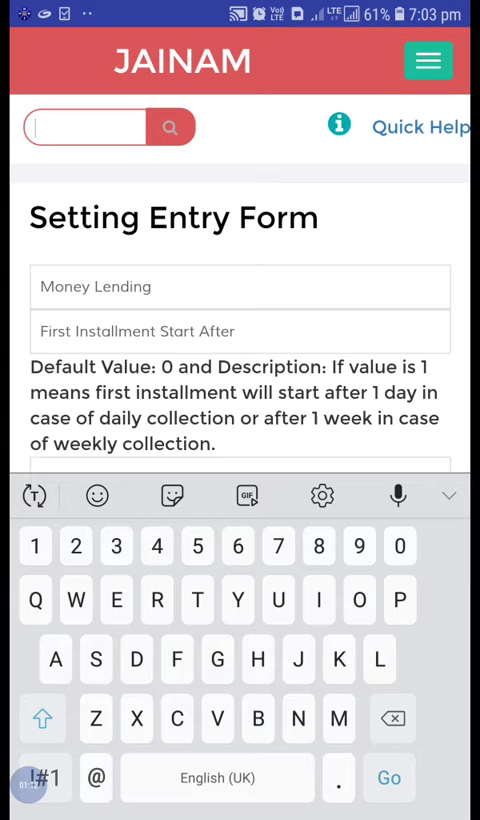 61% 7:03 pm
JAINAM
Quick Help
Setting Entry Form
Money Lending
First Installment Start After
Default Value: 0 and Description: If value is 1
means first installment will start after 1 day in
case of daily collection or after 1 week in case
of weekly collection.
GIF
1 2 3 4 5 6 7 8 9 0
Q W E R T Y U I O P
A S D F G H J K L
Z X C V B N M
!#1 @ English (UK) . Go